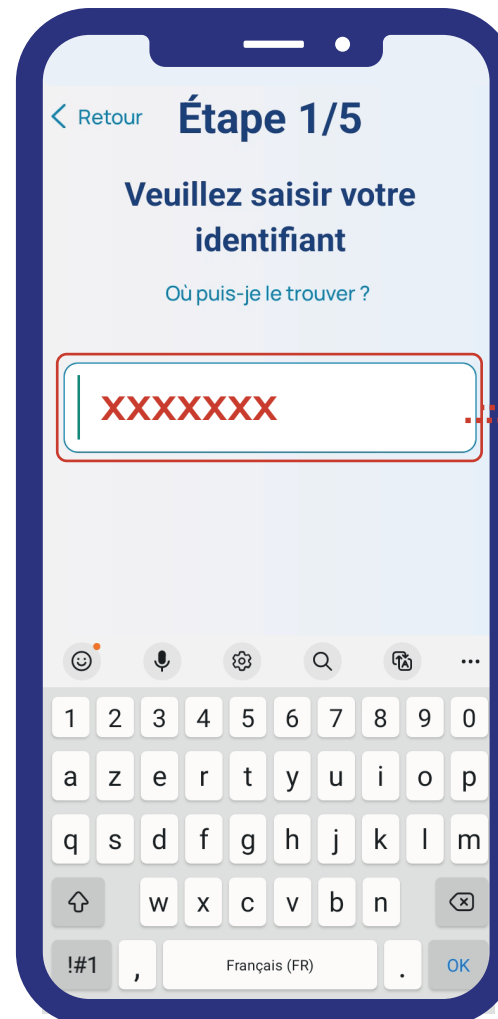 Retour
Étape 1/5
Veuillez saisir votre
identifiant
Où puis-je le trouver ?
XXXXXXX
1 2 3 4 5 6 7 8 9 0
a z e r t y u i o p
q s d f g h j k l m
w x c v b n
!#1 , Français (FR) . OK